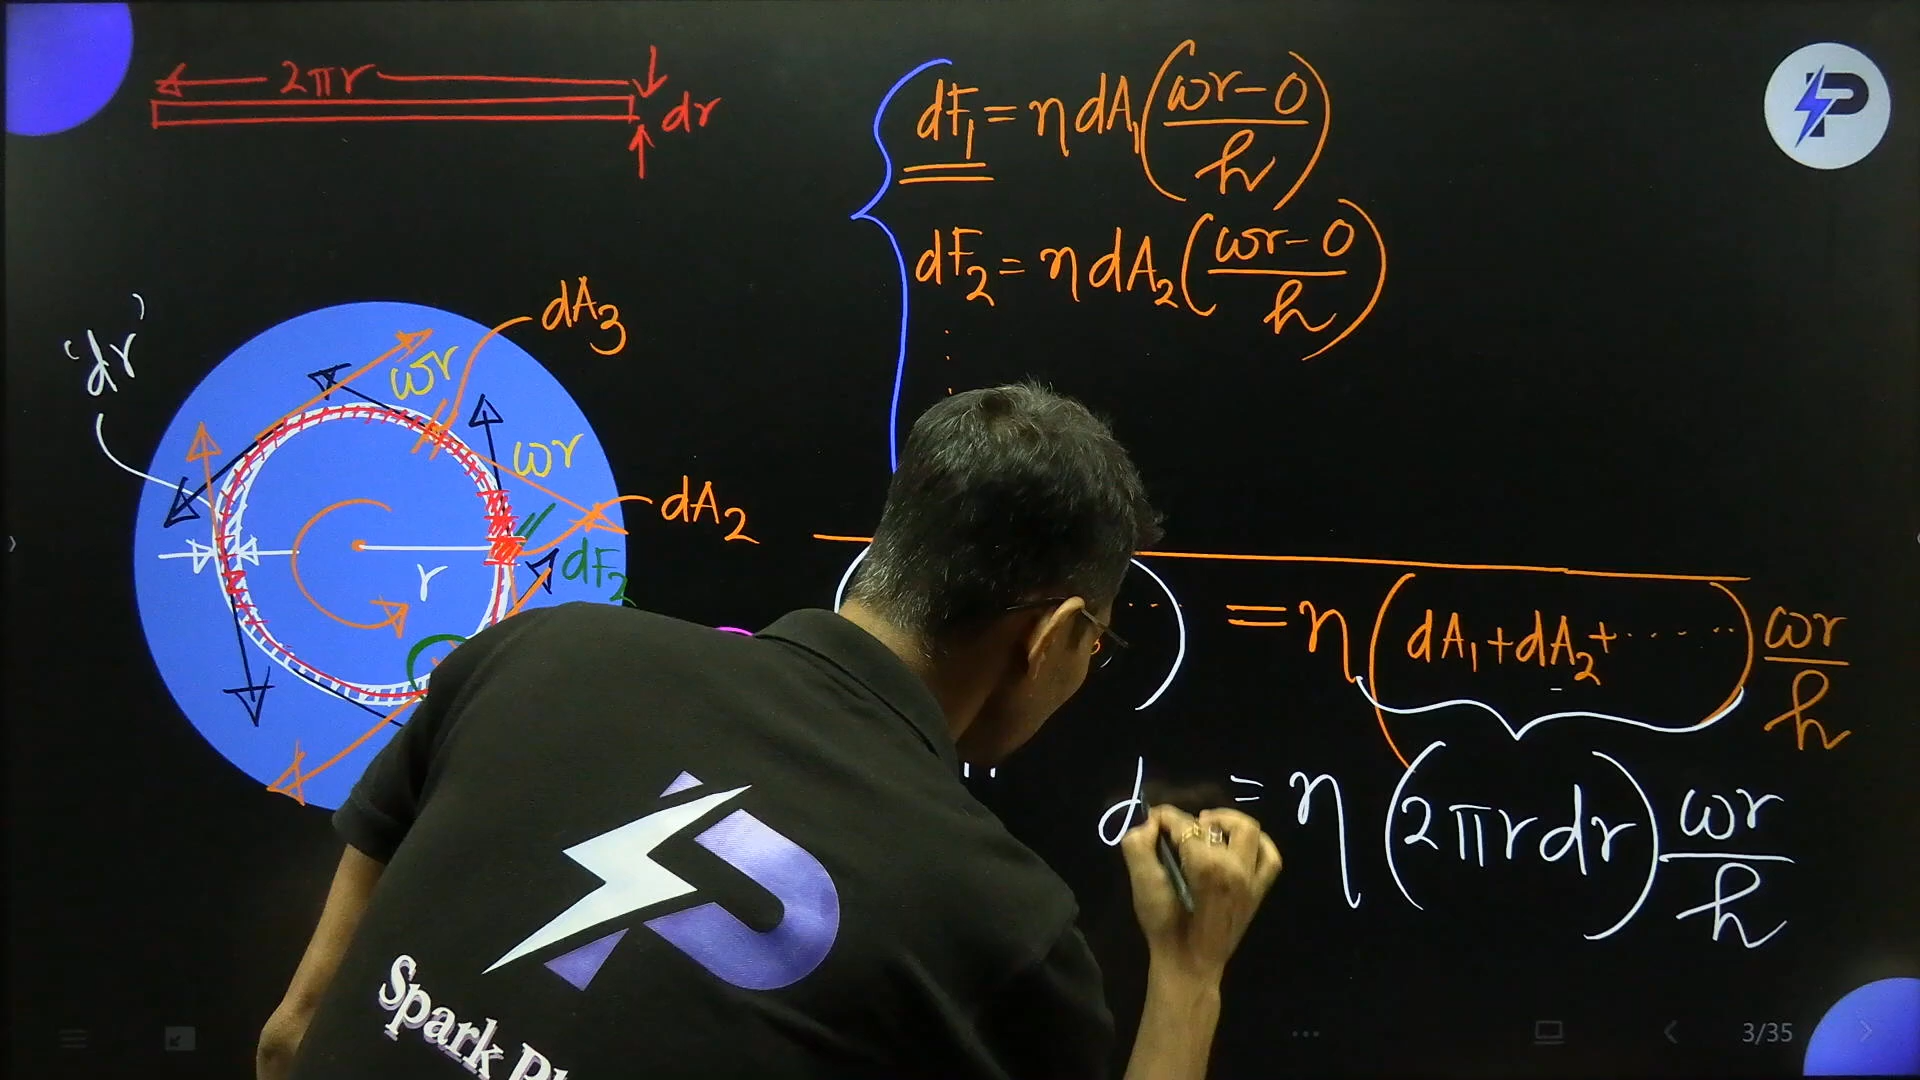 2πr
dr
dF₁ = η dA₁ (ωr - 0 / h)
dF₂ = η dA₂ (ωr - 0 / h)
dA₃
'dr'
ωr
ωr
dA₂
dF₂
r
= η (dA₁ + dA₂ + ......) ωr / h
d = η (2πr dr) ωr / h
P
P
Spark
3/35